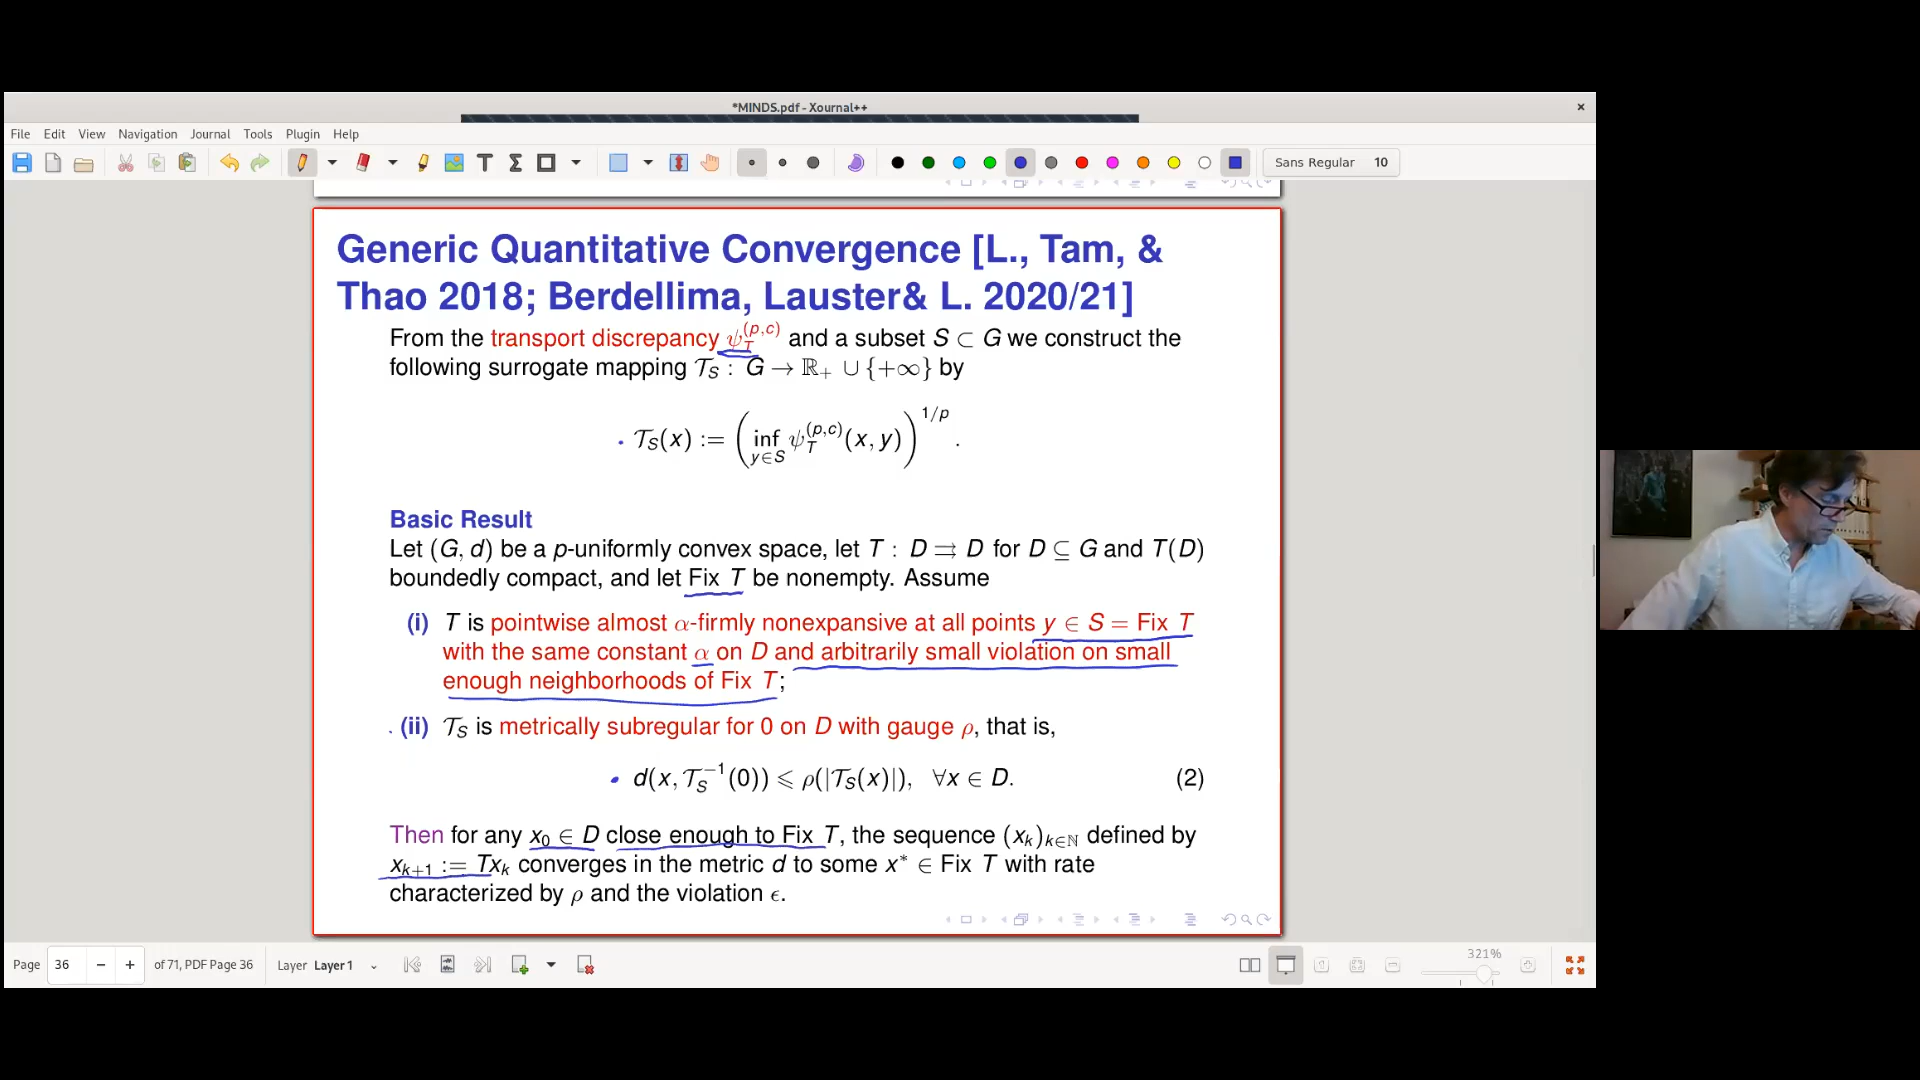 *MINDS.pdf - Xournal++
×
File Edit View Navigation Journal Tools Plugin Help
Sans Regular 10
Generic Quantitative Convergence [L., Tam, &
Thao 2018; Berdellima, Lauster& L. 2020/21]
From the transport discrepancy ψ_T^{(p,c)} and a subset S ⊂ G we construct the
following surrogate mapping 𝒯_S : G → ℝ₊ ∪ {+∞} by
𝒯_S(x) := (inf_{y∈S} ψ_T^{(p,c)}(x, y))^{1/p} .
Basic Result
Let (G, d) be a p-uniformly convex space, let T : D ⇉ D for D ⊆ G and T(D)
boundedly compact, and let Fix T be nonempty. Assume
(i) T is pointwise almost α-firmly nonexpansive at all points y ∈ S = Fix T
with the same constant α on D and arbitrarily small violation on small
enough neighborhoods of Fix T;
(ii) 𝒯_S is metrically subregular for 0 on D with gauge ρ, that is,
d(x, 𝒯_S^{-1}(0)) ⩽ ρ(|𝒯_S(x)|), ∀x ∈ D. (2)
Then for any x₀ ∈ D close enough to Fix T, the sequence (x_k)_{k∈ℕ} defined by
x_{k+1} := Tx_k converges in the metric d to some x* ∈ Fix T with rate
characterized by ρ and the violation ϵ.
Page 36 − + of 71, PDF Page 36 Layer Layer 1 321%